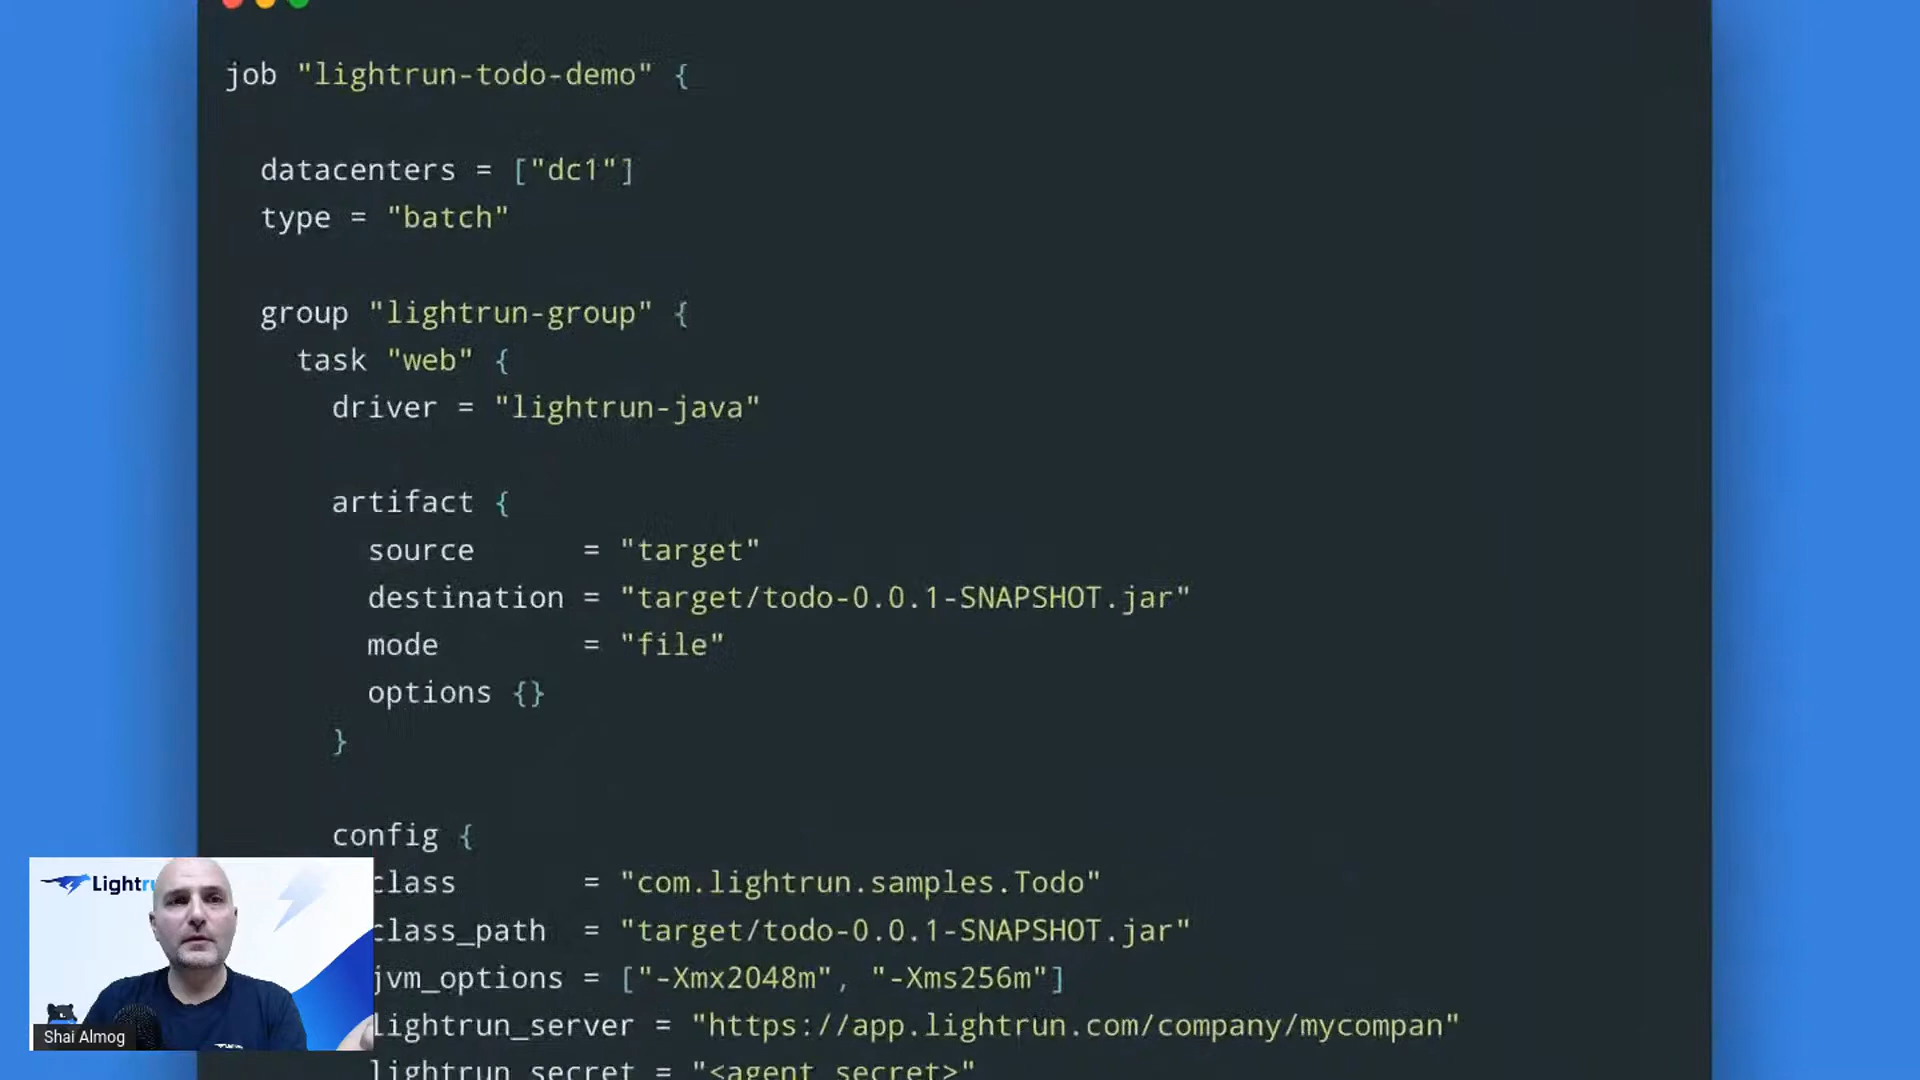 job "lightrun-todo-demo" {
datacenters = ["dc1"]
type = "batch"
group "lightrun-group" {
task "web" {
driver = "lightrun-java"
artifact {
source      = "target"
destination = "target/todo-0.0.1-SNAPSHOT.jar"
mode        = "file"
options {}
}
config {
class       = "com.lightrun.samples.Todo"
class_path  = "target/todo-0.0.1-SNAPSHOT.jar"
jvm_options = ["-Xmx2048m", "-Xms256m"]
lightrun_server = "https://app.lightrun.com/company/mycompan"
lightrun_secret = "<agent_secret>"
Lightru
Shai Almog